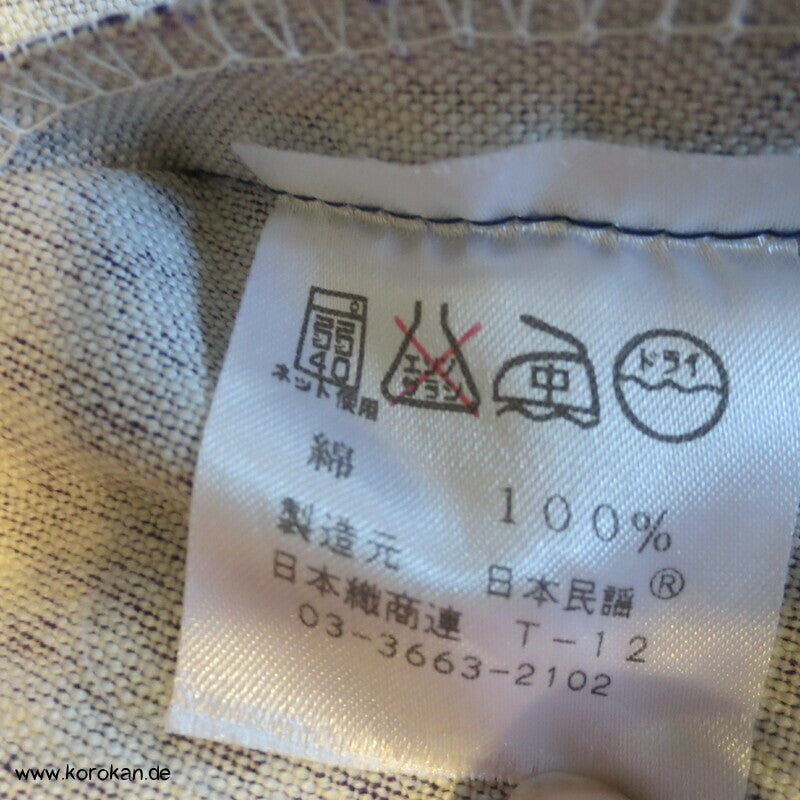 弱
40
ネット使用
エンソ
サラシ
中
ドライ
綿 100%
製造元 日本民謡®
日本織商連 T-12
03-3663-2102
www.korokan.de